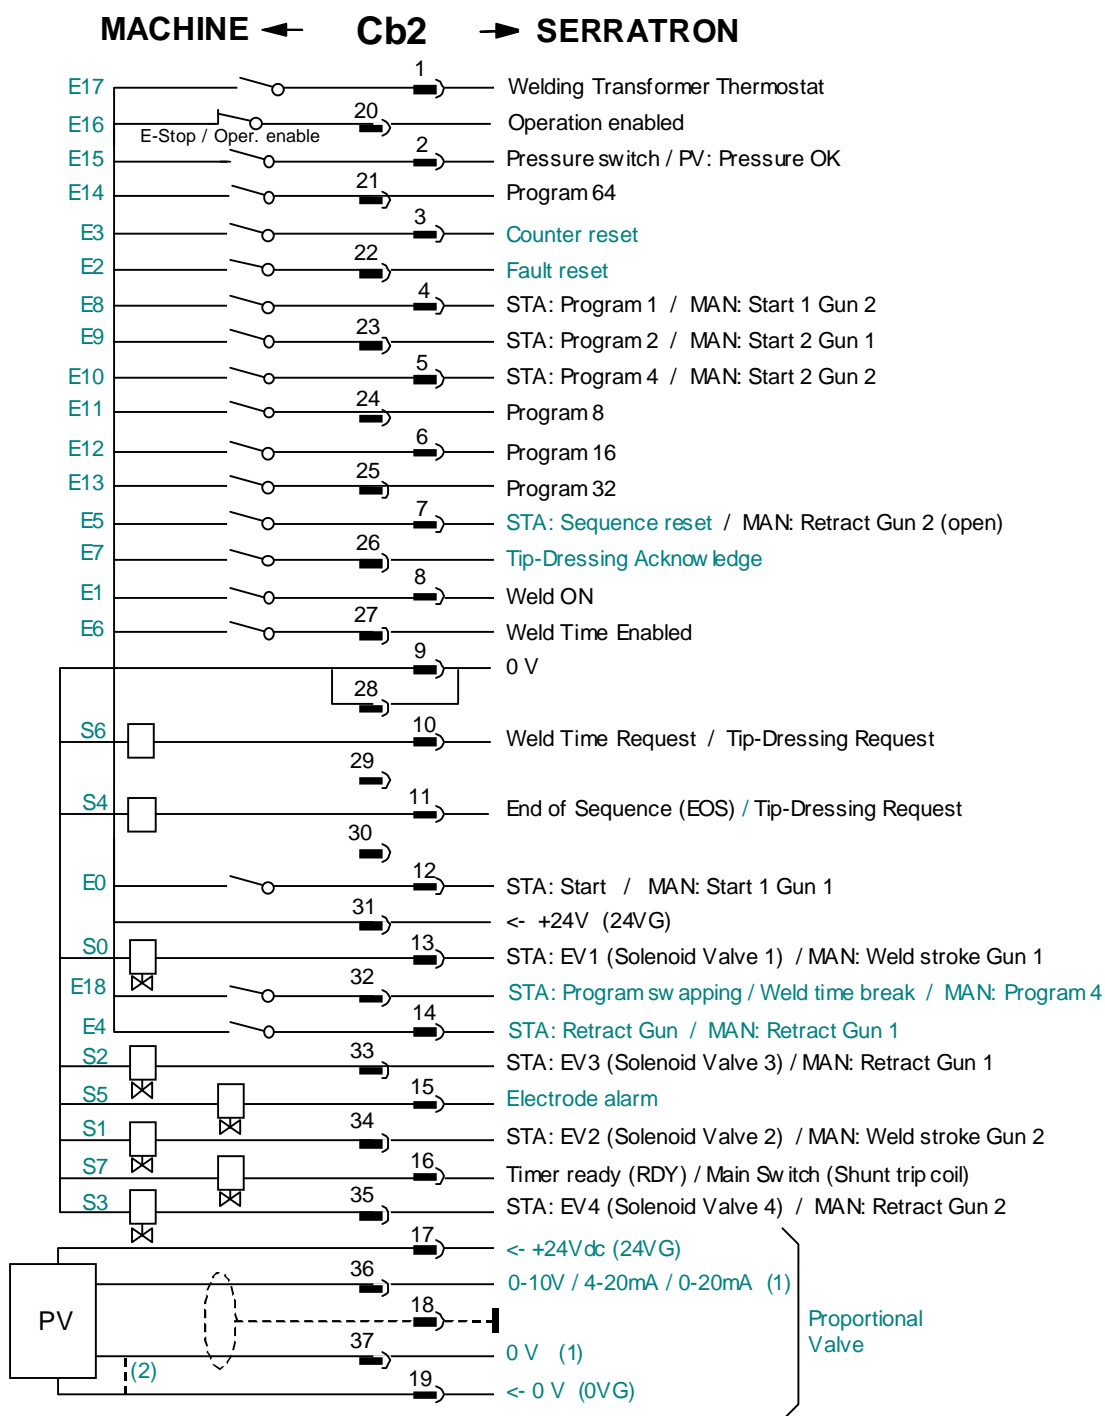 MACHINE Cb2 SERRATRON
E17 1 Welding Transformer Thermostat
E16 E-Stop / Oper. enable 20 Operation enabled
E15 2 Pressure switch / PV: Pressure OK
E14 21 Program 64
E3 3 Counter reset
E2 22 Fault reset
E8 4 STA: Program 1 / MAN: Start 1 Gun 2
E9 23 STA: Program 2 / MAN: Start 2 Gun 1
E10 5 STA: Program 4 / MAN: Start 2 Gun 2
E11 24 Program 8
E12 6 Program 16
E13 25 Program 32
E5 7 STA: Sequence reset / MAN: Retract Gun 2 (open)
E7 26 Tip-Dressing Acknowledge
E1 8 Weld ON
E6 27 Weld Time Enabled
9 0 V
28
S6 10 Weld Time Request / Tip-Dressing Request
29
S4 11 End of Sequence (EOS) / Tip-Dressing Request
30
E0 12 STA: Start / MAN: Start 1 Gun 1
31 <- +24V (24VG)
S0 13 STA: EV1 (Solenoid Valve 1) / MAN: Weld stroke Gun 1
E18 32 STA: Program swapping / Weld time break / MAN: Program 4
E4 14 STA: Retract Gun / MAN: Retract Gun 1
S2 33 STA: EV3 (Solenoid Valve 3) / MAN: Retract Gun 1
S5 15 Electrode alarm
S1 34 STA: EV2 (Solenoid Valve 2) / MAN: Weld stroke Gun 2
S7 16 Timer ready (RDY) / Main Switch (Shunt trip coil)
S3 35 STA: EV4 (Solenoid Valve 4) / MAN: Retract Gun 2
17 <- +24Vdc (24VG)
36 0-10V / 4-20mA / 0-20mA (1)
PV 18 Proportional
Valve
37 0 V (1)
(2)
19 <- 0 V (0VG)